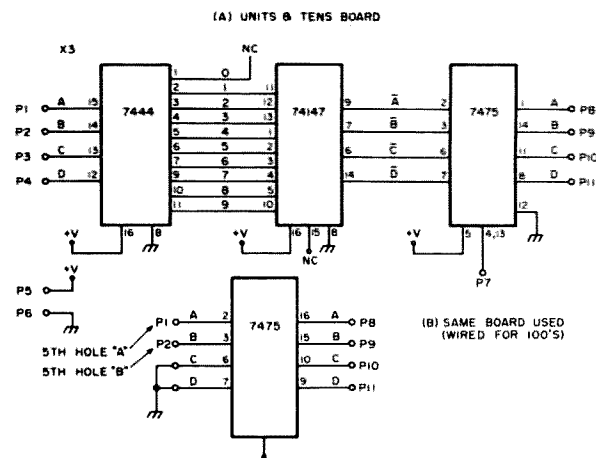 (A) UNITS & TENS BOARD
X3
NC
1 0
2 1 11
3 2 12
4 3 13
5 4 1
6 5 2
7 6 3
9 7 4
10 8 5
11 9 10
7444
74147
7475
P1 A 15
P2 B 14
P3 C 13
P4 D 12
9 A̅ 2
7 B̅ 3
6 C̅ 6
14 D̅ 7
1 A P8
14 B P9
11 C P10
8 D P11
12
+V 16 8
+V 16 15 8
NC
+V 5 4,13
P7
P5 +V
P6
5TH HOLE "A"
5TH HOLE "B"
P1 A 2
P2 B 3
C 6
D 7
7475
16 A P8
15 B P9
10 C P10
9 D P11
(B) SAME BOARD USED
(WIRED FOR 100'S)